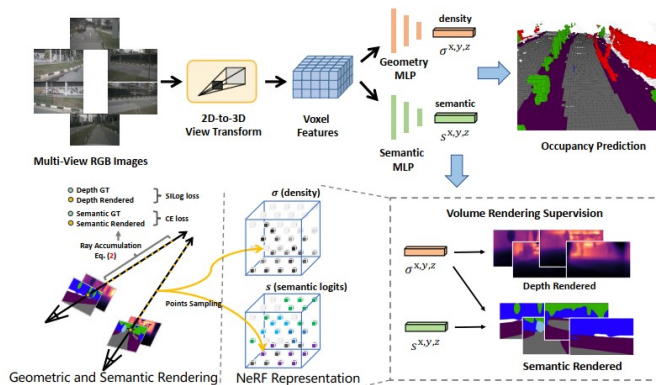 density
σ^x,y,z
Geometry
MLP
semantic
s^x,y,z
Semantic
MLP
2D-to-3D
View Transform
Voxel
Features
Multi-View RGB Images
Occupancy Prediction
Depth GT
Depth Rendered
SILog loss
Semantic GT
Semantic Rendered
CE loss
Ray Accumulation
Eq. (2)
Points Sampling
Geometric and Semantic Rendering
σ (density)
s (semantic logits)
NeRF Representation
Volume Rendering Supervision
σ^x,y,z
Depth Rendered
s^x,y,z
Semantic Rendered